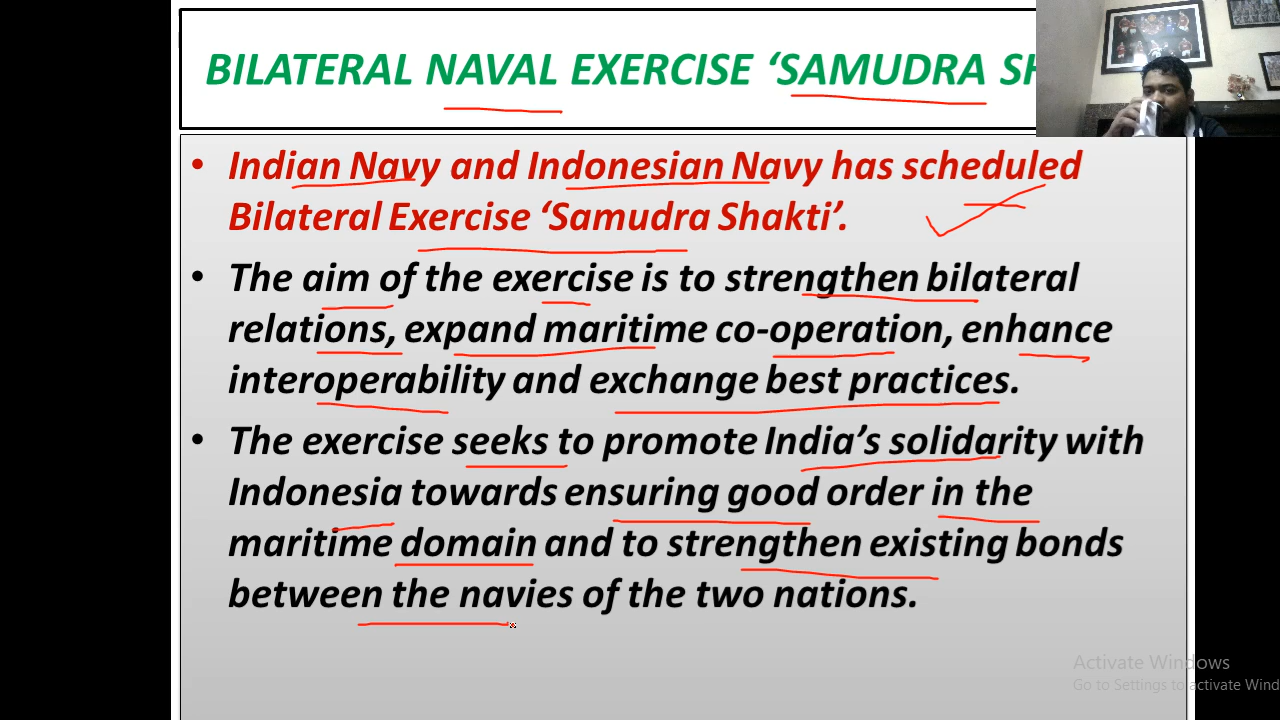 BILATERAL NAVAL EXERCISE ‘SAMUDRA
• Indian Navy and Indonesian Navy has scheduled
Bilateral Exercise ‘Samudra Shakti’.
• The aim of the exercise is to strengthen bilateral
relations, expand maritime co-operation, enhance
interoperability and exchange best practices.
• The exercise seeks to promote India’s solidarity with
Indonesia towards ensuring good order in the
maritime domain and to strengthen existing bonds
between the navies of the two nations.
Activate Windows
Go to Settings to activate Wind